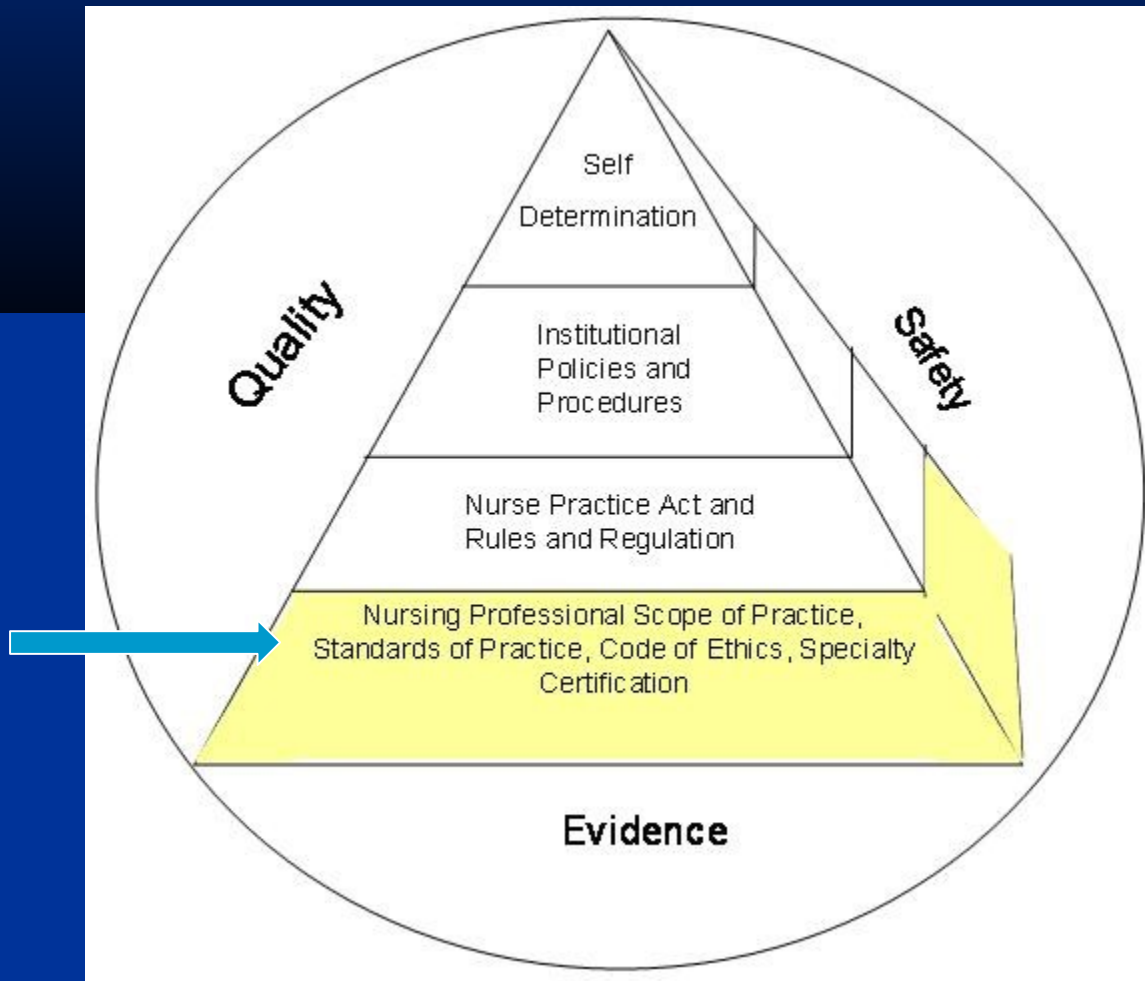 Self
Determination
Quality
Safety
Institutional
Policies and
Procedures
Nurse Practice Act and
Rules and Regulation
Nursing Professional Scope of Practice,
Standards of Practice, Code of Ethics, Specialty
Certification
Evidence